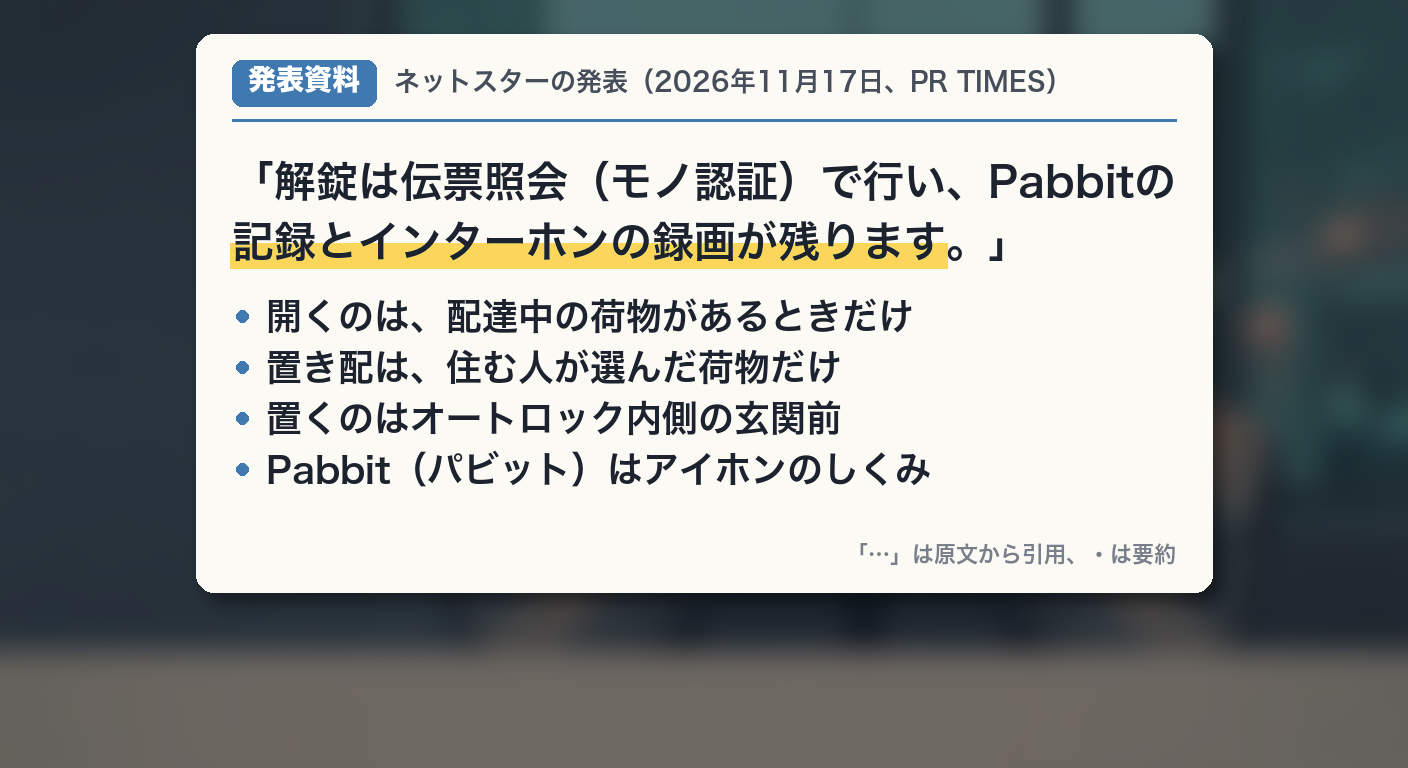 発表資料 ネットスターの発表（2026年11月17日、PR TIMES）
「解錠は伝票照会（モノ認証）で行い、Pabbitの
記録とインターホンの録画が残ります。」
• 開くのは、配達中の荷物があるときだけ
• 置き配は、住む人が選んだ荷物だけ
• 置くのはオートロック内側の玄関前
• Pabbit（パビット）はアイホンのしくみ
「…」は原文から引用、・は要約